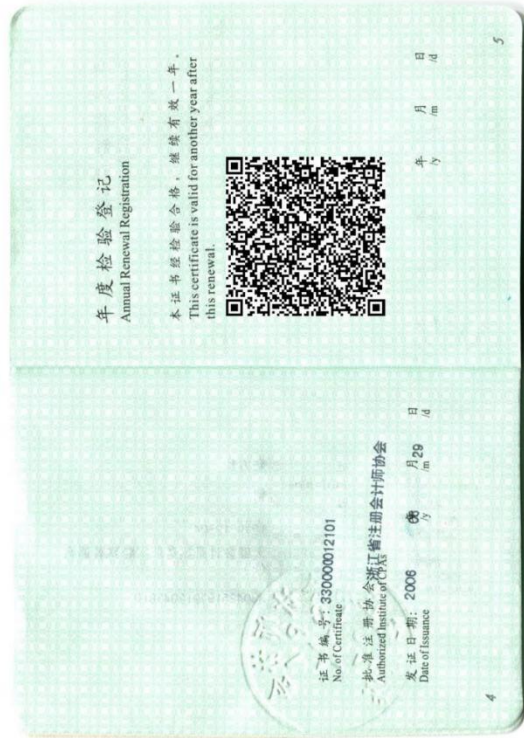 年度检验登记
Annual Renewal Registration
本证书经检验合格，继续有效一年。
This certificate is valid for another year after
this renewal.
年 月 日
/y /m /d
5
证书编号：330000012101
No. of Certificate
批准注册协会浙江省注册会计师协会
Authorized Institute of CPAs
发证日期：2006 年 月29 日
Date of Issuance /y /m /d
4